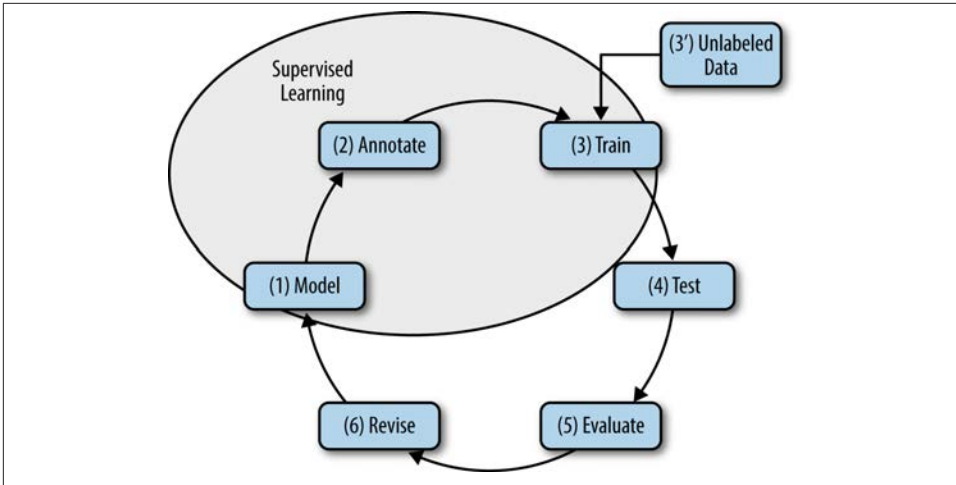 Supervised
Learning
(3') Unlabeled
Data
(2) Annotate
(3) Train
(1) Model
(4) Test
(6) Revise
(5) Evaluate